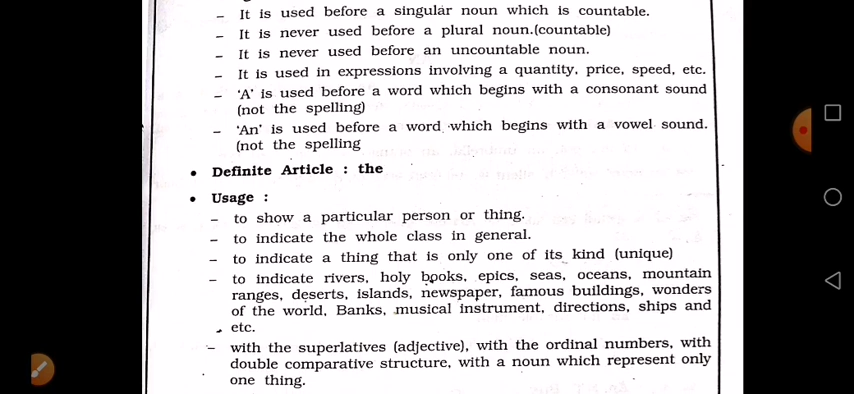 – It is used before a singular noun which is countable.
– It is never used before a plural noun.(countable)
– It is never used before an uncountable noun.
– It is used in expressions involving a quantity, price, speed, etc.
– 'A' is used before a word which begins with a consonant sound
(not the spelling)
– 'An' is used before a word which begins with a vowel sound.
(not the spelling
• Definite Article : the
• Usage :
– to show a particular person or thing.
– to indicate the whole class in general.
– to indicate a thing that is only one of its kind (unique)
– to indicate rivers, holy books, epics, seas, oceans, mountain
ranges, deserts, islands, newspaper, famous buildings, wonders
of the world, Banks, musical instrument, directions, ships and
etc.
– with the superlatives (adjective), with the ordinal numbers, with
double comparative structure, with a noun which represent only
one thing.